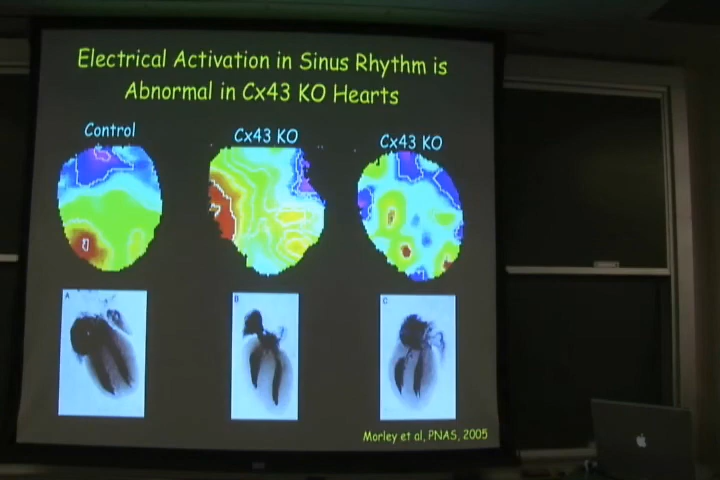 Electrical Activation in Sinus Rhythm is
Abnormal in Cx43 KO Hearts
Control
Cx43 KO
Cx43 KO
A
B
C
Morley et al, PNAS, 2005